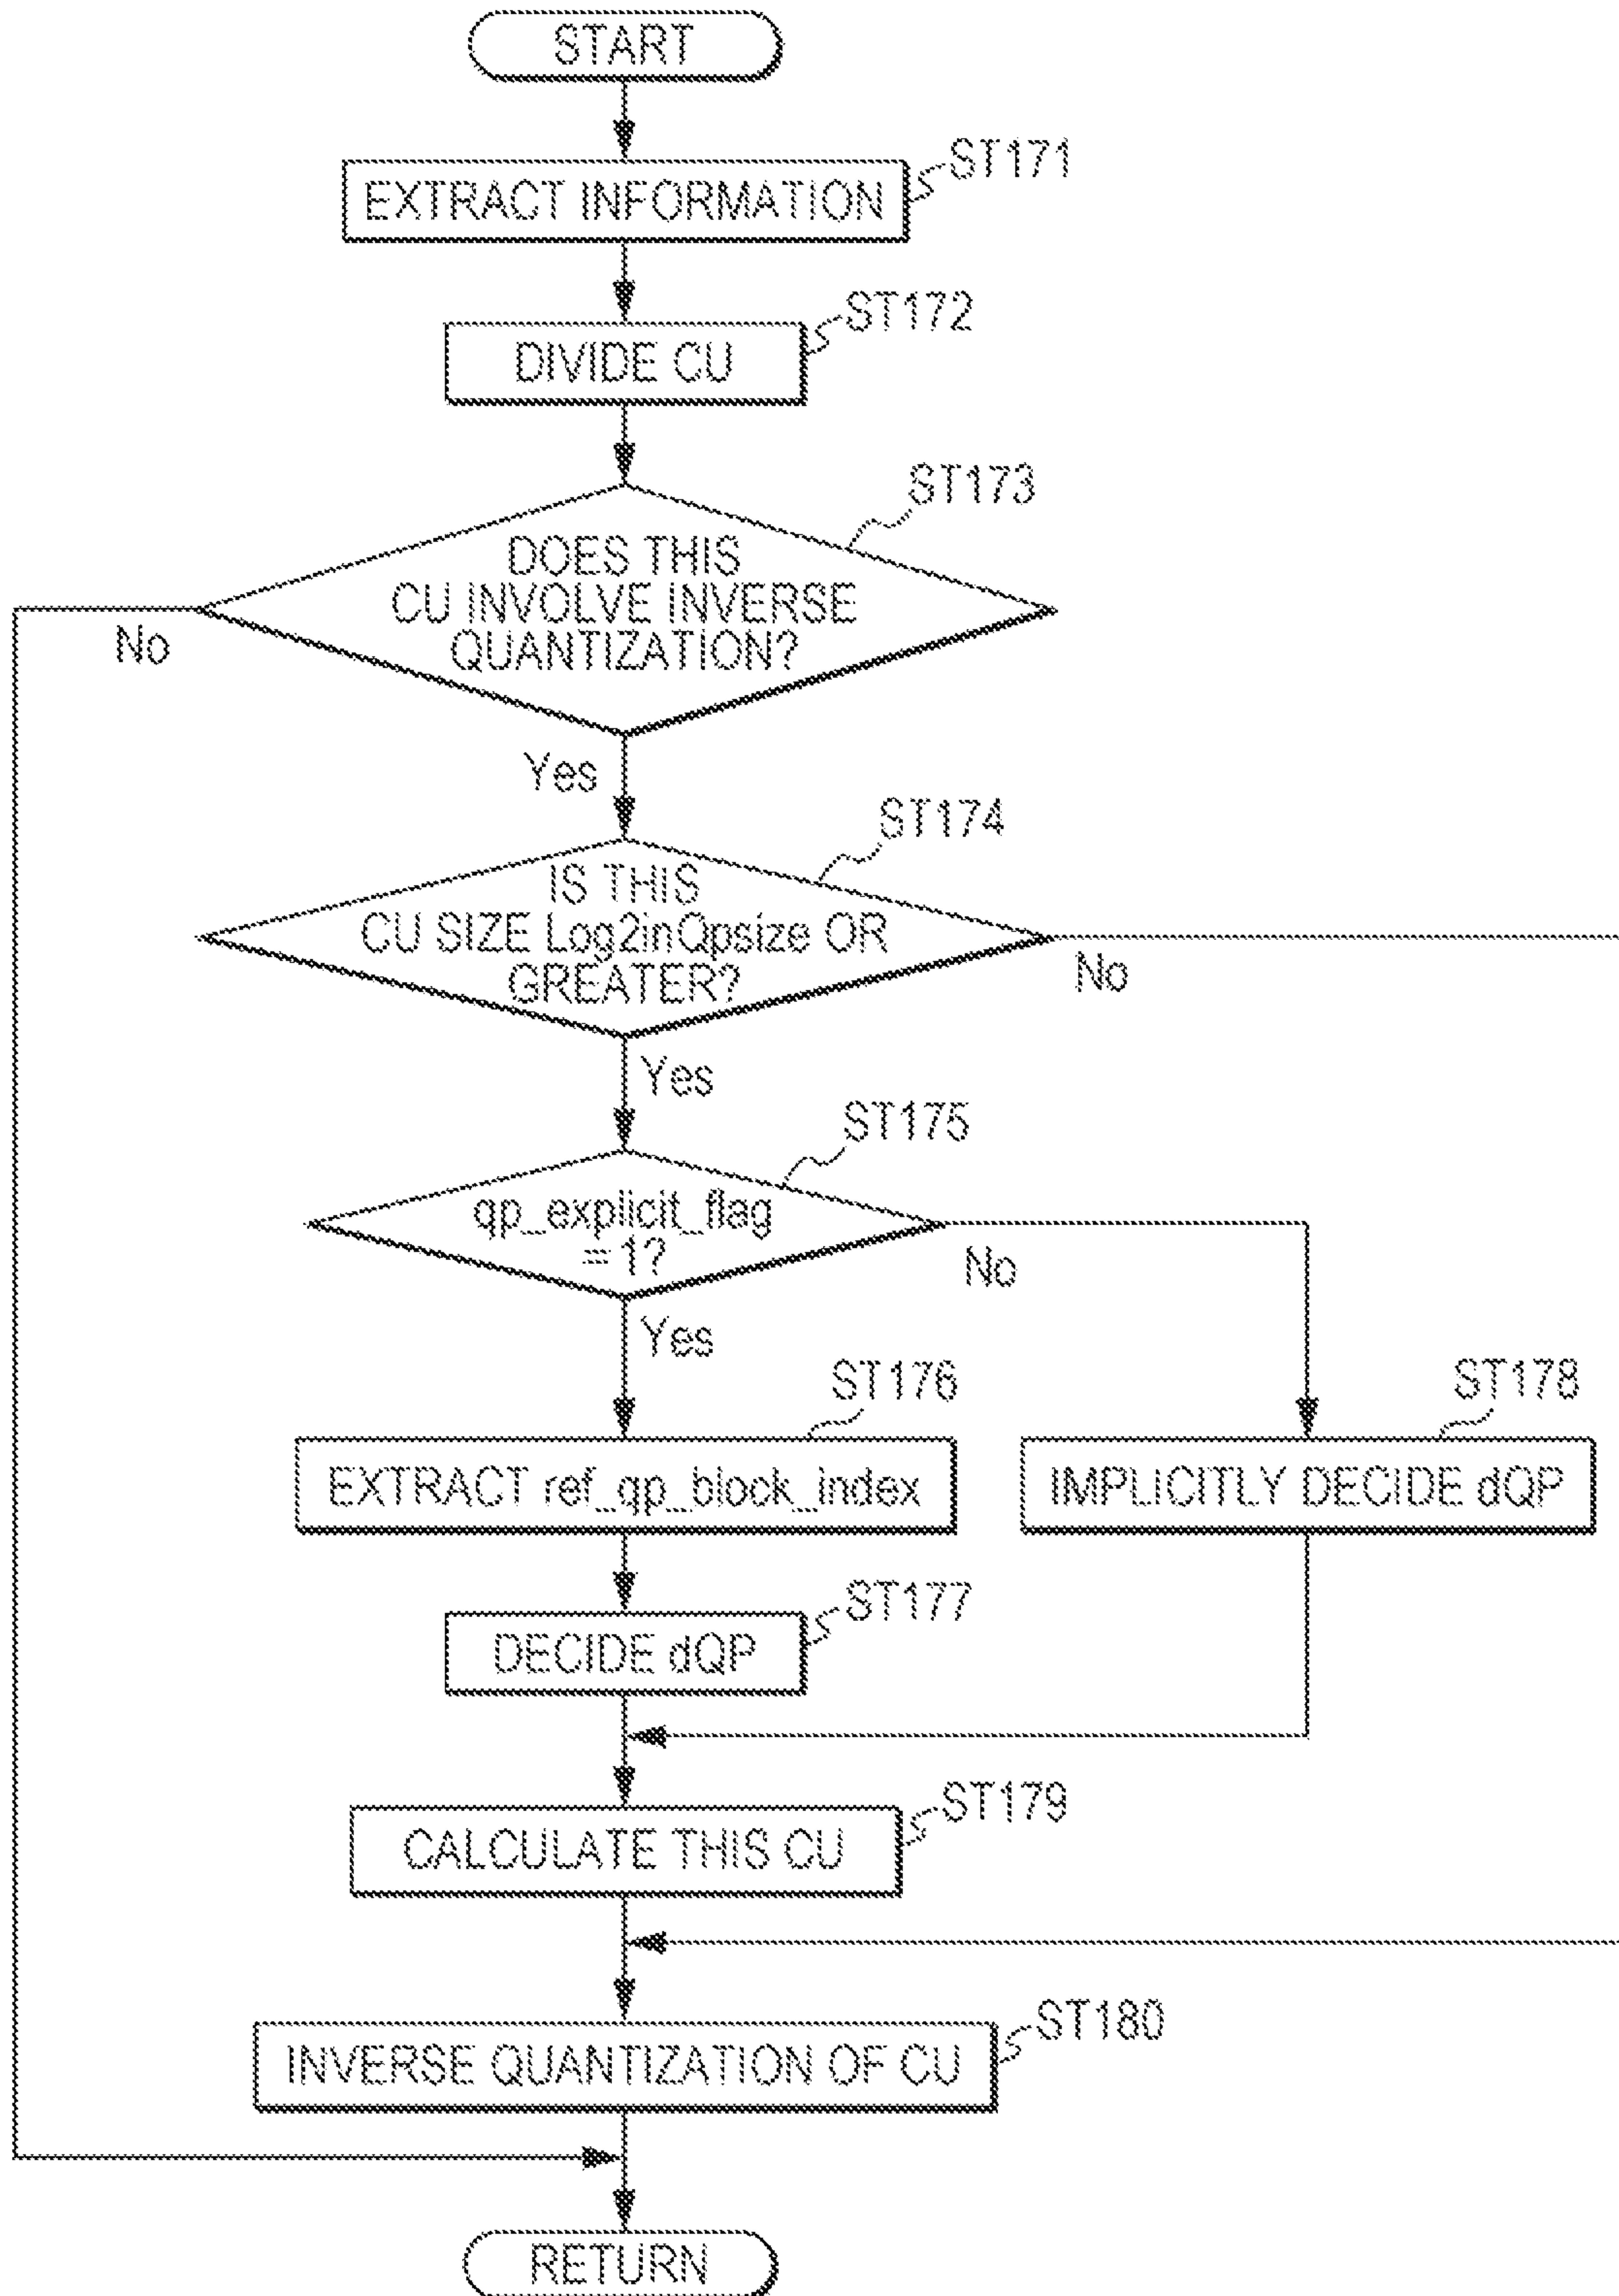 START
EXTRACT INFORMATION
ST171
DIVIDE CU
ST172
DOES THIS
CU INVOLVE INVERSE
QUANTIZATION?
ST173
No
Yes
IS THIS
CU SIZE Log2inQpsize OR
GREATER?
ST174
No
Yes
qp_explicit_flag
= 1?
ST175
No
Yes
EXTRACT ref_qp_block_index
ST176
IMPLICITLY DECIDE dQP
ST178
DECIDE dQP
ST177
CALCULATE THIS CU
ST179
INVERSE QUANTIZATION OF CU
ST180
RETURN